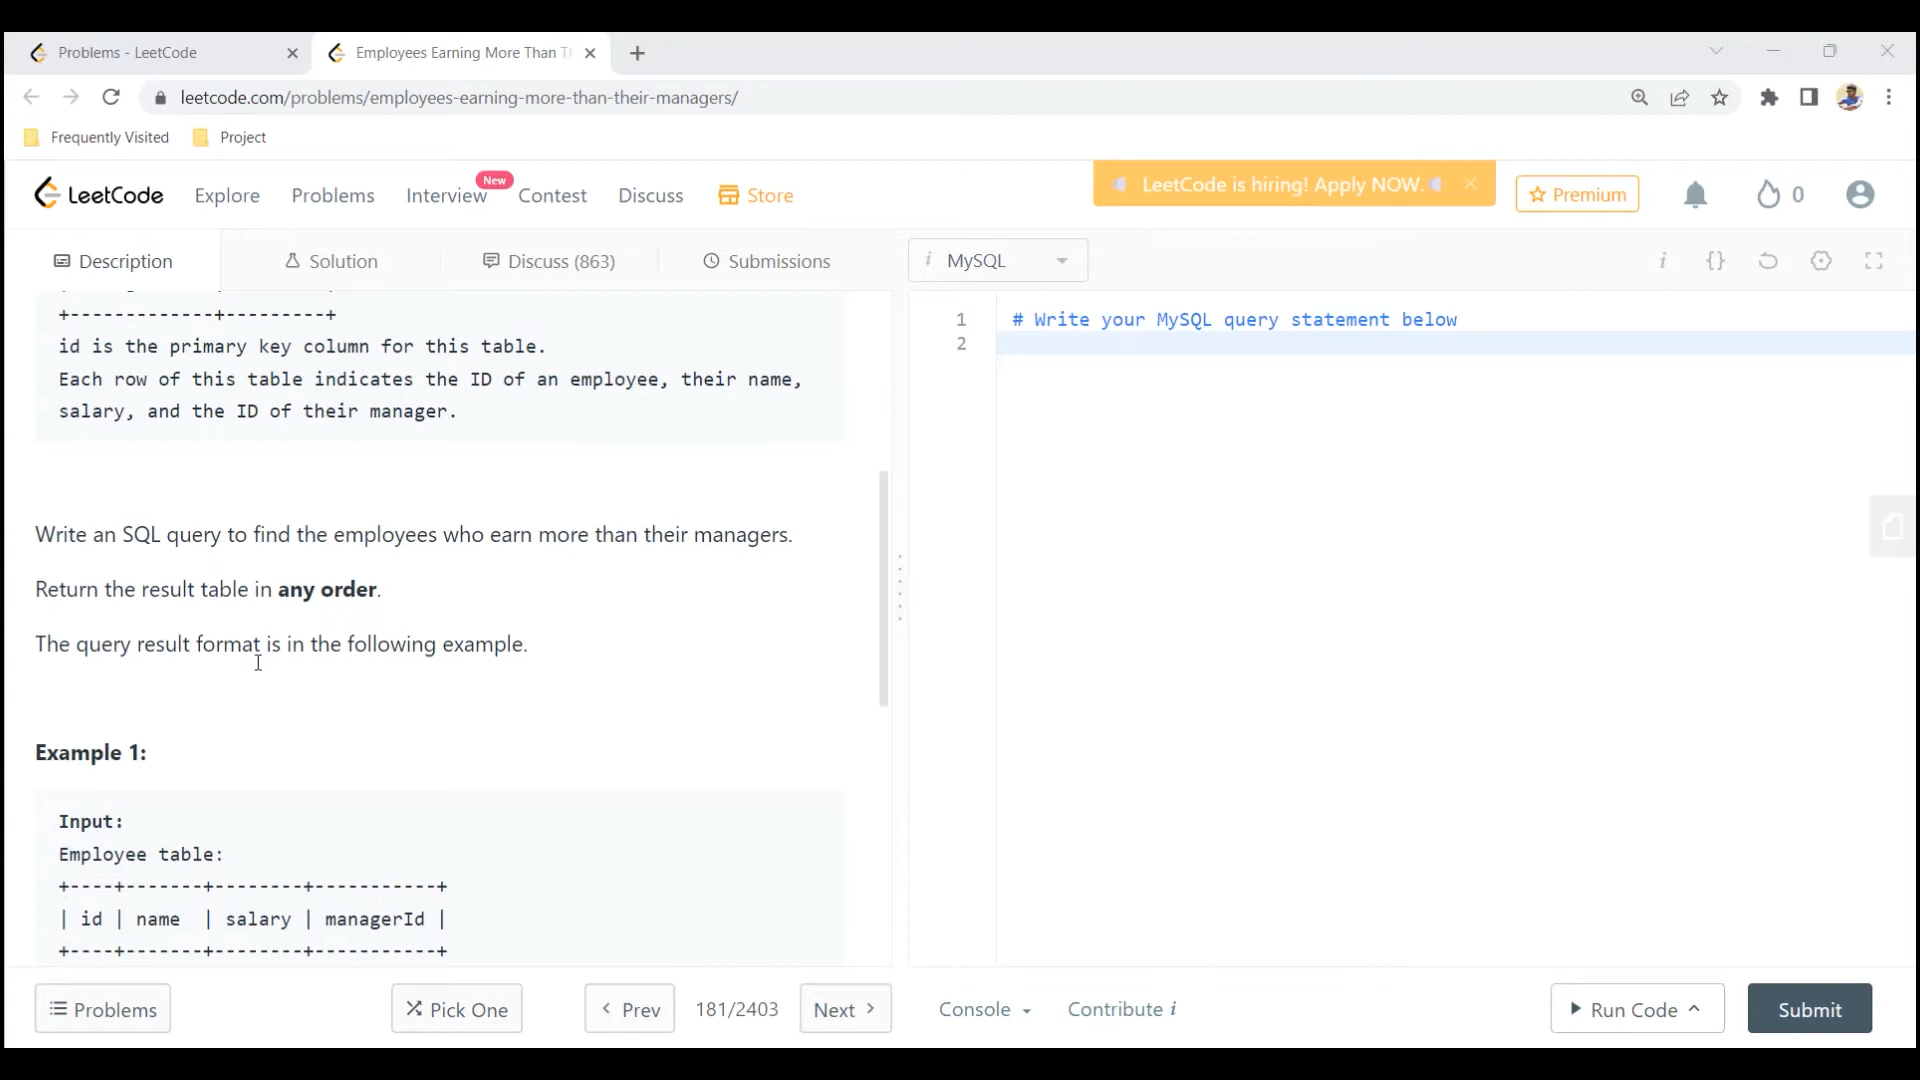 Problems - LeetCode
Employees Earning More Than T
leetcode.com/problems/employees-earning-more-than-their-managers/
Frequently Visited
Project
LeetCode
Explore
Problems
Interview
New
Contest
Discuss
Store
LeetCode is hiring! Apply NOW.
Premium
0
Description
Solution
Discuss (863)
Submissions
i MySQL
i {}
+-------------+---------+
id is the primary key column for this table.
Each row of this table indicates the ID of an employee, their name,
salary, and the ID of their manager.
Write an SQL query to find the employees who earn more than their managers.
Return the result table in any order.
The query result format is in the following example.
Example 1:
Input:
Employee table:
+----+-------+--------+-----------+
| id | name  | salary | managerId |
+----+-------+--------+-----------+
1 # Write your MySQL query statement below
2
Problems
Pick One
Prev
181/2403
Next
Console
Contribute i
Run Code
Submit